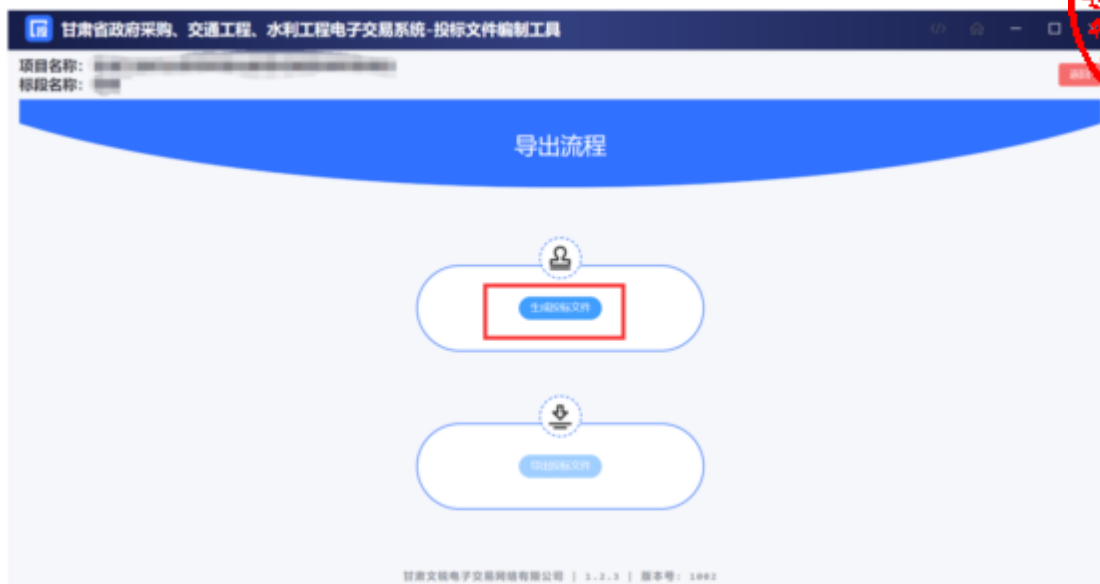 甘肃省政府采购、交通工程、水利工程电子交易系统-投标文件编制工具
项目名称：
标段名称：
导出流程
生成投标文件
导出投标文件
甘肃文锐电子交易网络有限公司 | 1.2.3 | 版本号: 1002